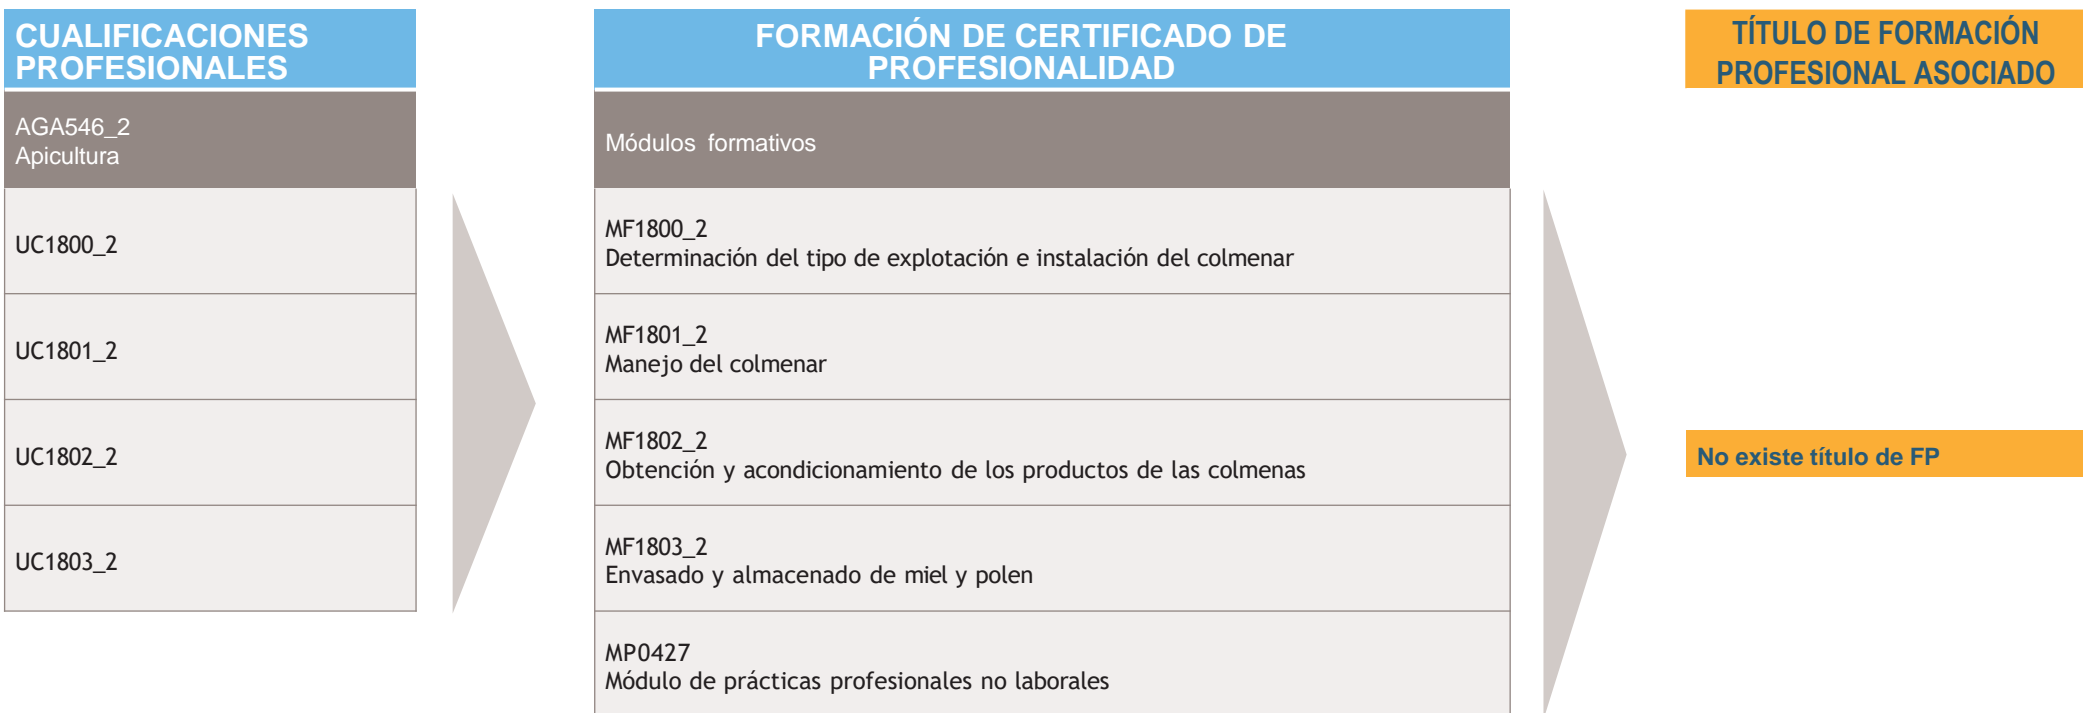 CUALIFICACIONES
PROFESIONALES
AGA546_2
Apicultura
UC1800_2
UC1801_2
UC1802_2
UC1803_2
FORMACIÓN DE CERTIFICADO DE
PROFESIONALIDAD
Módulos formativos
MF1800_2
Determinación del tipo de explotación e instalación del colmenar
MF1801_2
Manejo del colmenar
MF1802_2
Obtención y acondicionamiento de los productos de las colmenas
MF1803_2
Envasado y almacenado de miel y polen
MP0427
Módulo de prácticas profesionales no laborales
TÍTULO DE FORMACIÓN
PROFESIONAL ASOCIADO
No existe título de FP